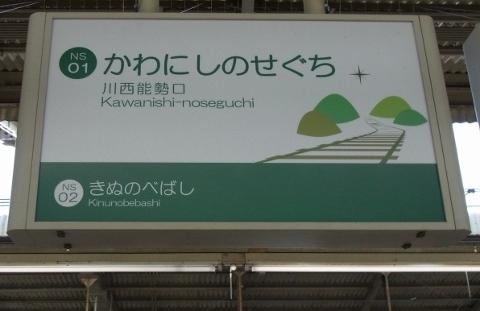 NS
01
かわにしのせぐち
川西能勢口
Kawanishi-noseguchi
NS
02
きぬのべばし
Kinunobebashi